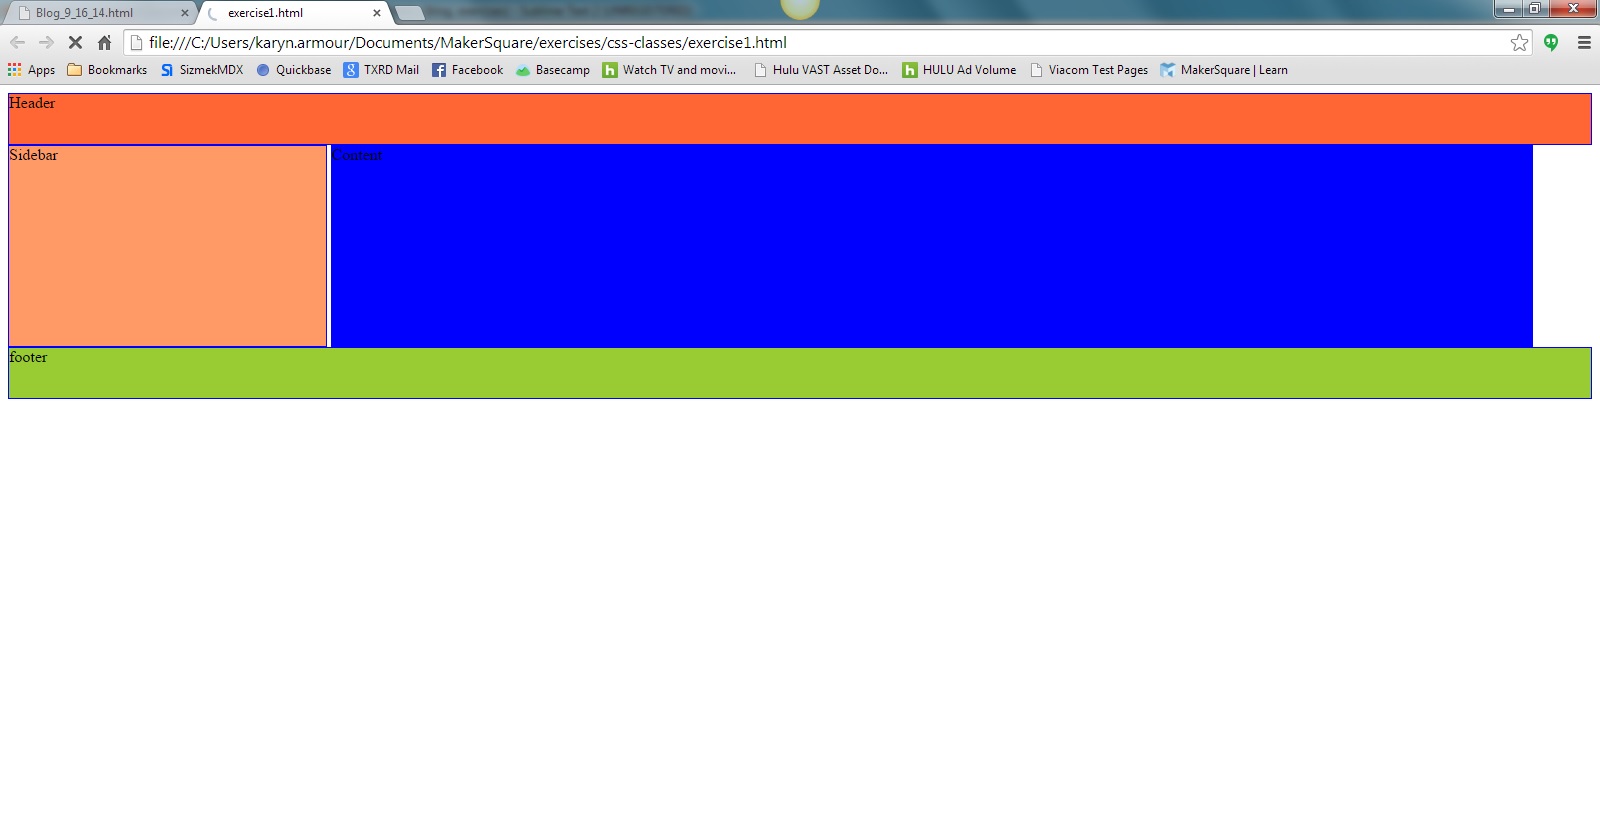 Blog_9_16_14.html
exercise1.html
file:///C:/Users/karyn.armour/Documents/MakerSquare/exercises/css-classes/exercise1.html
Apps Bookmarks SizmekMDX Quickbase TXRD Mail Facebook Basecamp Watch TV and movi... Hulu VAST Asset Do... HULU Ad Volume Viacom Test Pages MakerSquare | Learn
Header
Sidebar
Content
footer